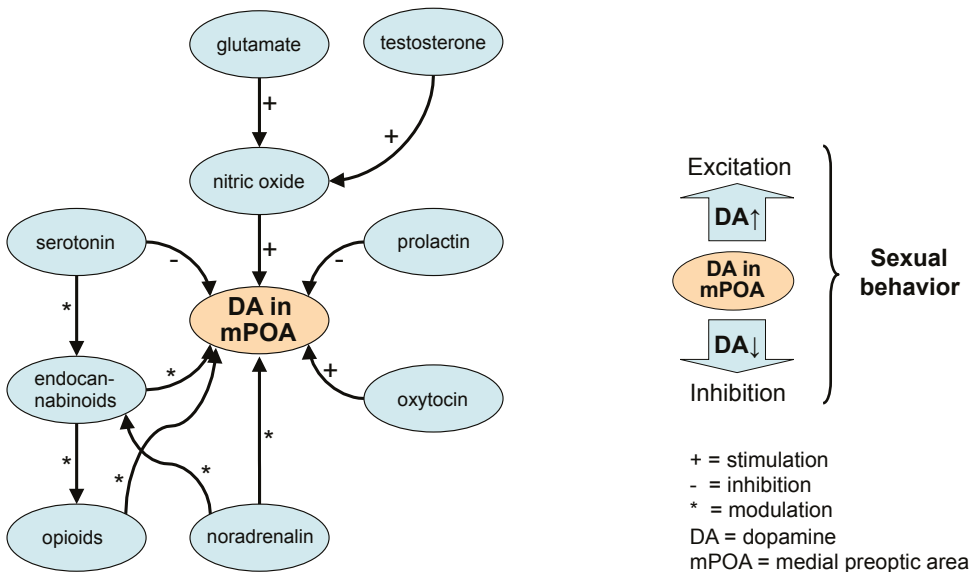 glutamate
testosterone
+
+
nitric oxide
serotonin
+
prolactin
-
-
DA in
mPOA
*
endocan-
nabinoids
*
+
oxytocin
*
*
*
*
opioids
noradrenalin
Excitation
DA↑
DA in
mPOA
DA↓
Inhibition
Sexual
behavior
+ = stimulation
- = inhibition
* = modulation
DA = dopamine
mPOA = medial preoptic area